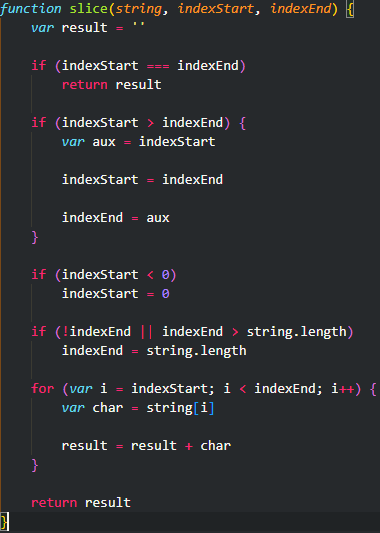 function slice(string, indexStart, indexEnd) {
    var result = ''

    if (indexStart === indexEnd)
        return result

    if (indexStart > indexEnd) {
        var aux = indexStart

        indexStart = indexEnd

        indexEnd = aux
    }

    if (indexStart < 0)
        indexStart = 0

    if (!indexEnd || indexEnd > string.length)
        indexEnd = string.length

    for (var i = indexStart; i < indexEnd; i++) {
        var char = string[i]

        result = result + char
    }

    return result
}